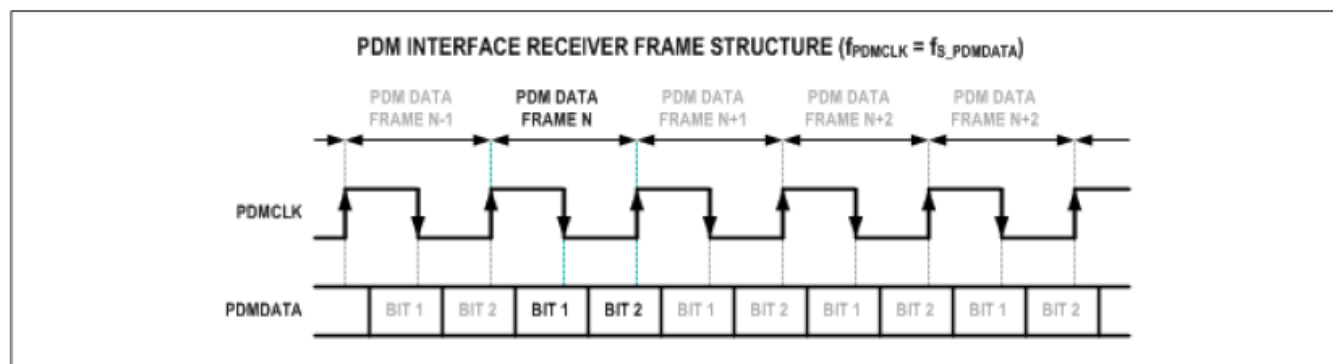 PDM INTERFACE RECEIVER FRAME STRUCTURE (fPDMCLK = fS_PDMDATA)
PDM DATA PDM DATA PDM DATA PDM DATA PDM DATA
FRAME N-1 FRAME N FRAME N+1 FRAME N+2 FRAME N+2
PDMCLK
PDMDATA BIT 1 BIT 2 BIT 1 BIT 2 BIT 1 BIT 2 BIT 1 BIT 2 BIT 1 BIT 2